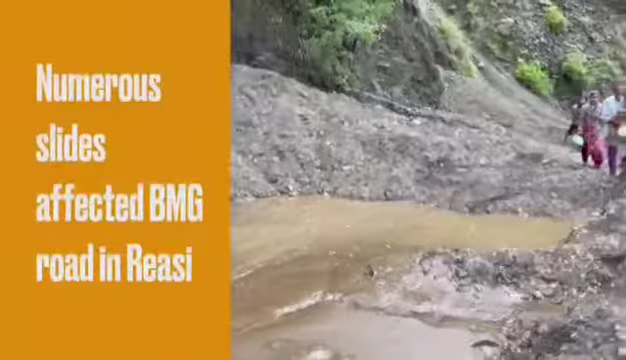 Numerous
slides
affected BMG
road in Reasi